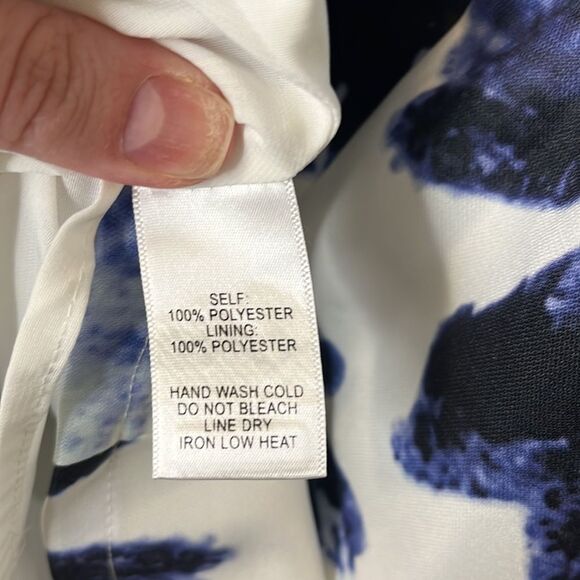 SELF:
100% POLYESTER
LINING:
100% POLYESTER
HAND WASH COLD
DO NOT BLEACH
LINE DRY
IRON LOW HEAT